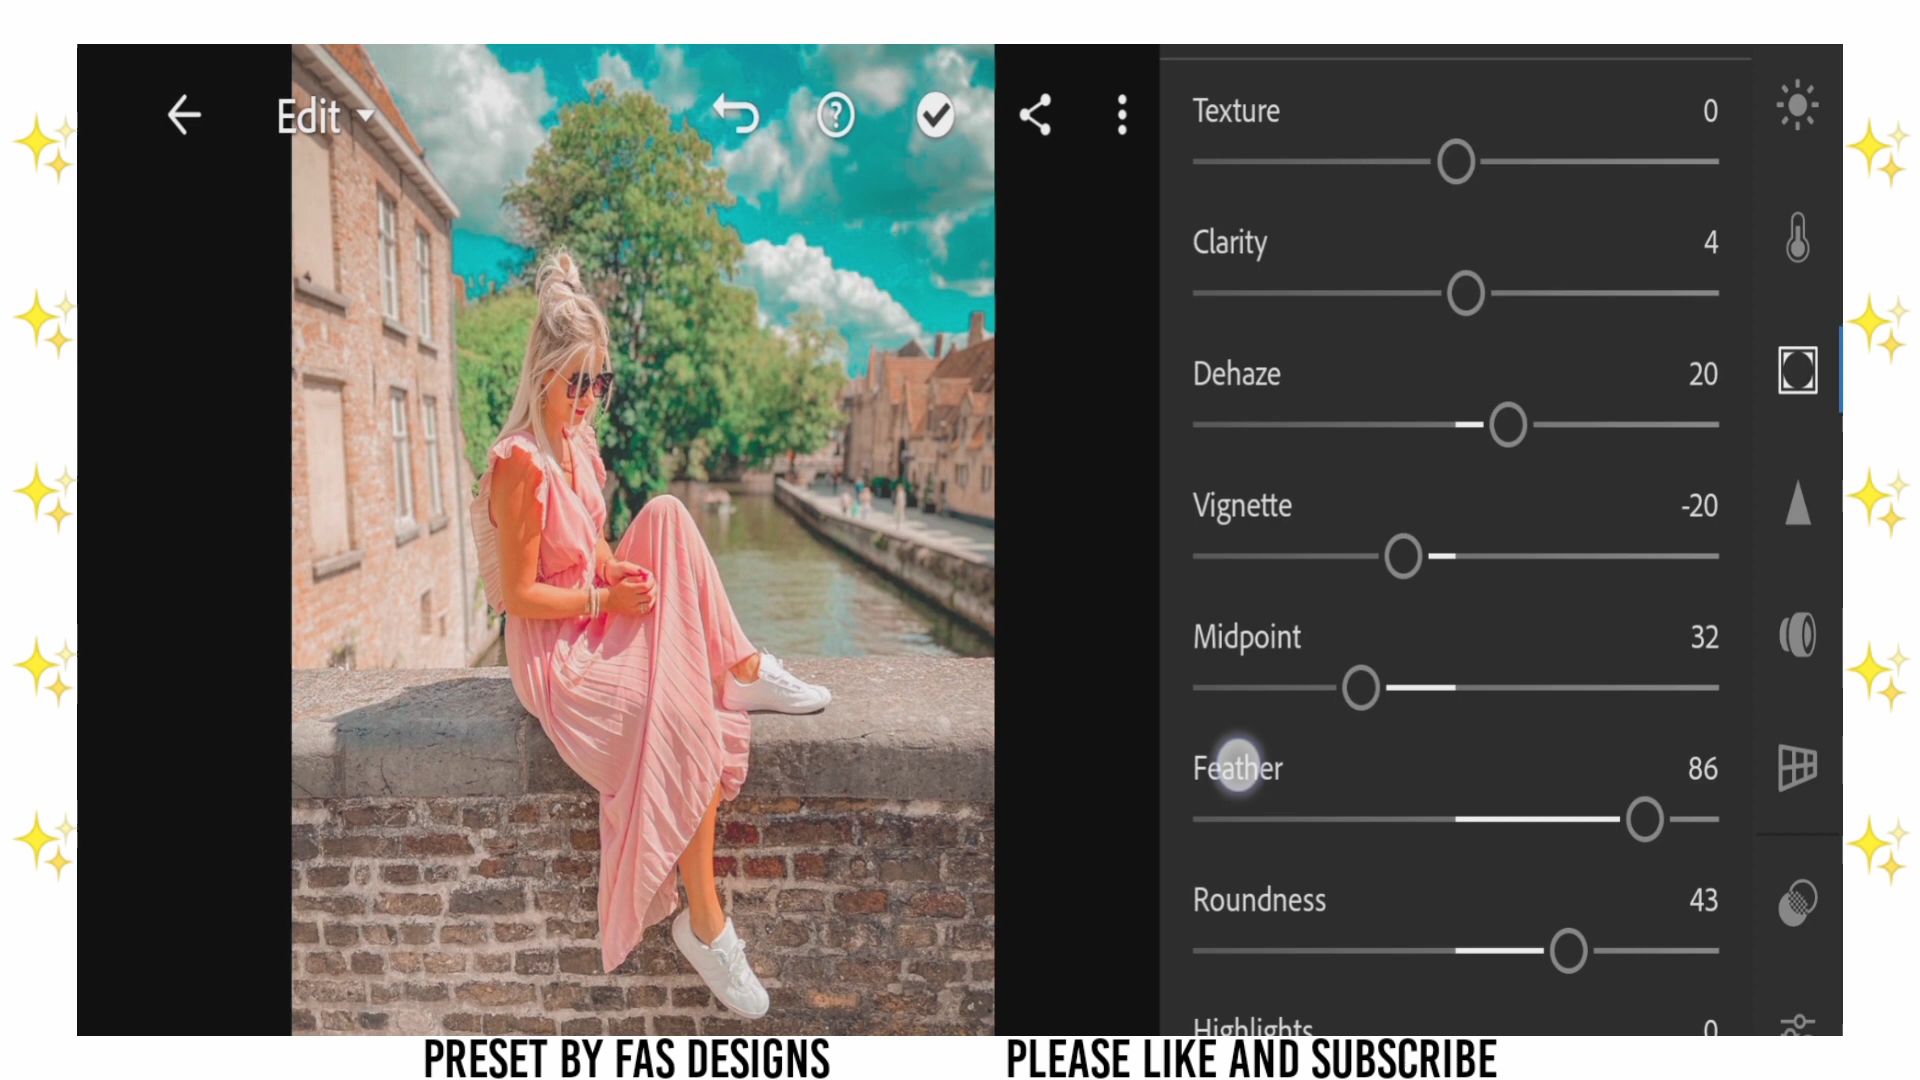 Edit
Texture 0
Clarity 4
Dehaze 20
Vignette -20
Midpoint 32
Feather 86
Roundness 43
Highlights 0
PRESET BY FAS DESIGNS
PLEASE LIKE AND SUBSCRIBE